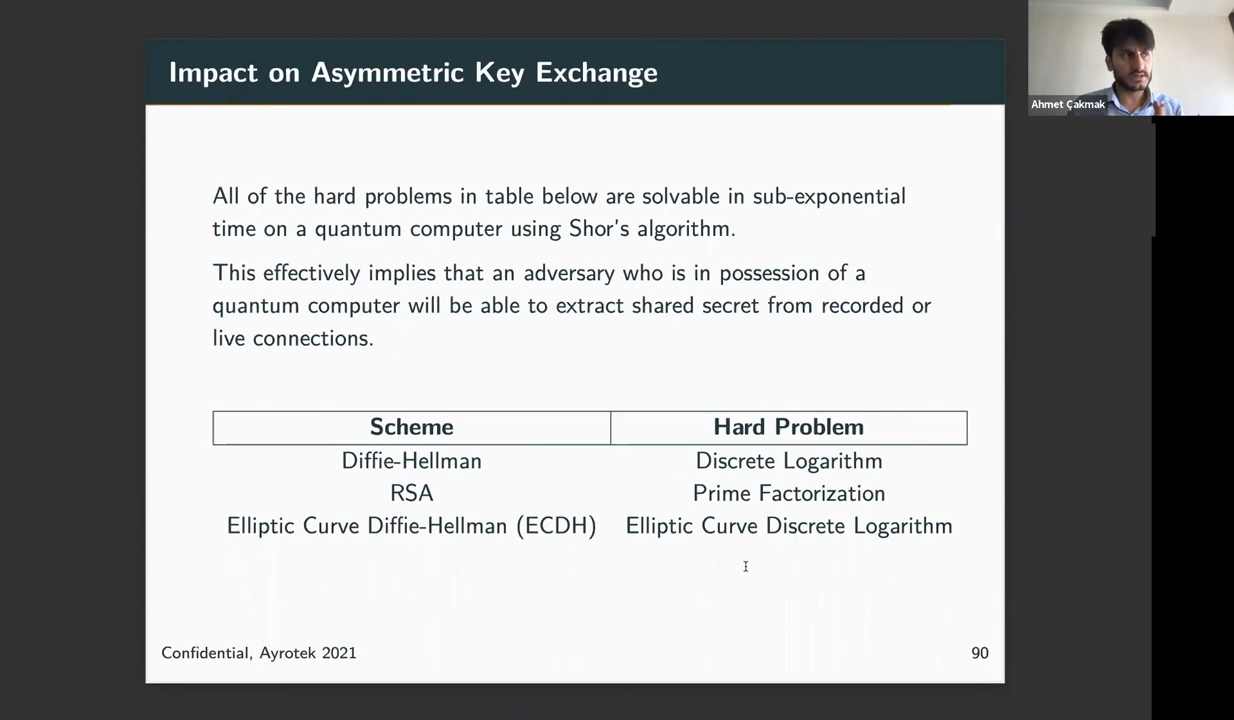 Impact on Asymmetric Key Exchange
Ahmet Çakmak
All of the hard problems in table below are solvable in sub-exponential
time on a quantum computer using Shor's algorithm.
This effectively implies that an adversary who is in possession of a
quantum computer will be able to extract shared secret from recorded or
live connections.
Scheme Hard Problem
Diffie-Hellman Discrete Logarithm
RSA Prime Factorization
Elliptic Curve Diffie-Hellman (ECDH) Elliptic Curve Discrete Logarithm
Confidential, Ayrotek 2021 90